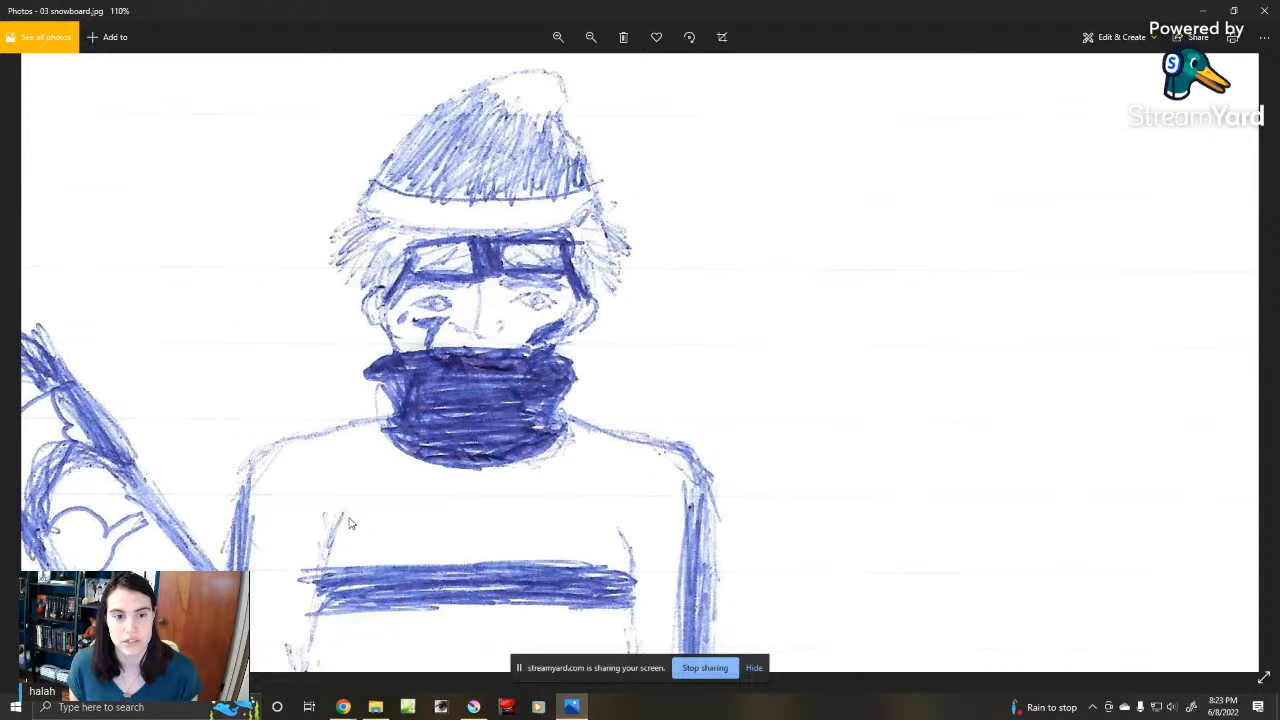 Photos - 03 snowboard.jpg 110%
Powered by
See all photos
Add to
Edit & Create
Share
S
StreamYard
streamyard.com is sharing your screen.
Stop sharing
Hide
halah
Type here to search
Rain to stop
8:23 PM
6/8/2022